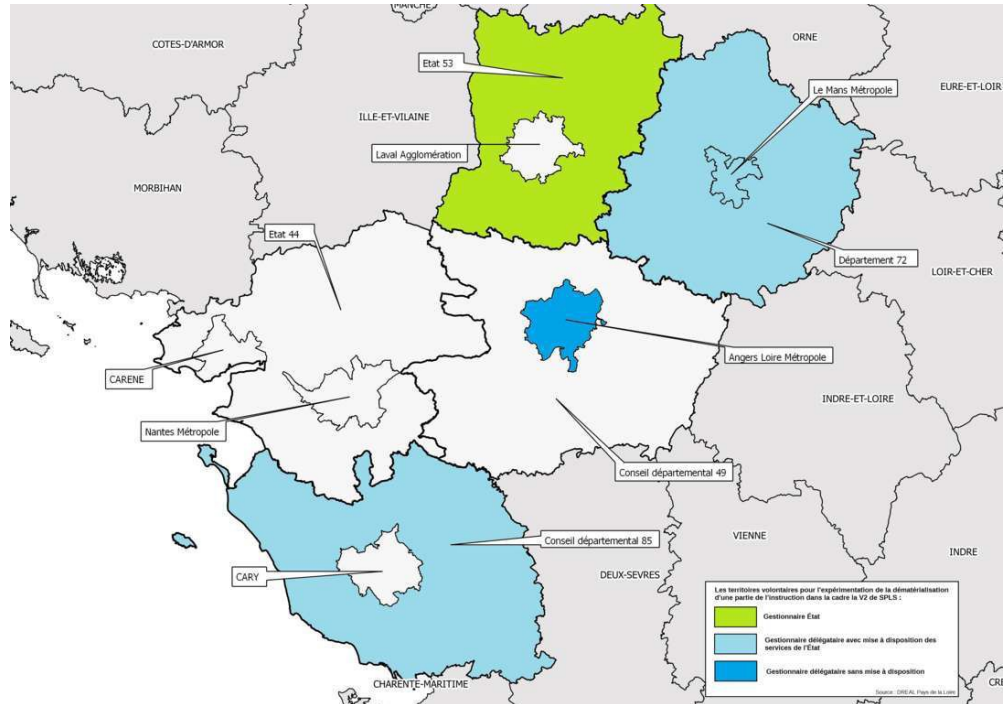 MANCHE
COTES-D'ARMOR
ORNE
Etat 53
Le Mans Métropole
EURE-ET-LOIR
ILLE-ET-VILAINE
Laval Agglomération
MORBIHAN
Etat 44
Département 72
LOIR-ET-CHER
Angers Loire Métropole
CARENE
INDRE-ET-LOIRE
Nantes Métropole
Conseil départemental 49
Conseil départemental 85
VIENNE
INDRE
CARY
DEUX-SEVRES
Les territoires volontaires pour l'expérimentation de la dématérialisation
d'une partie de l'instruction dans la cadre la V2 de SPLS :
Gestionnaire État
Gestionnaire délégataire avec mise à disposition des
services de l'État
Gestionnaire délégataire sans mise à disposition
CHARENTE-MARITIME
CRE
Source : DREAL Pays de la Loire